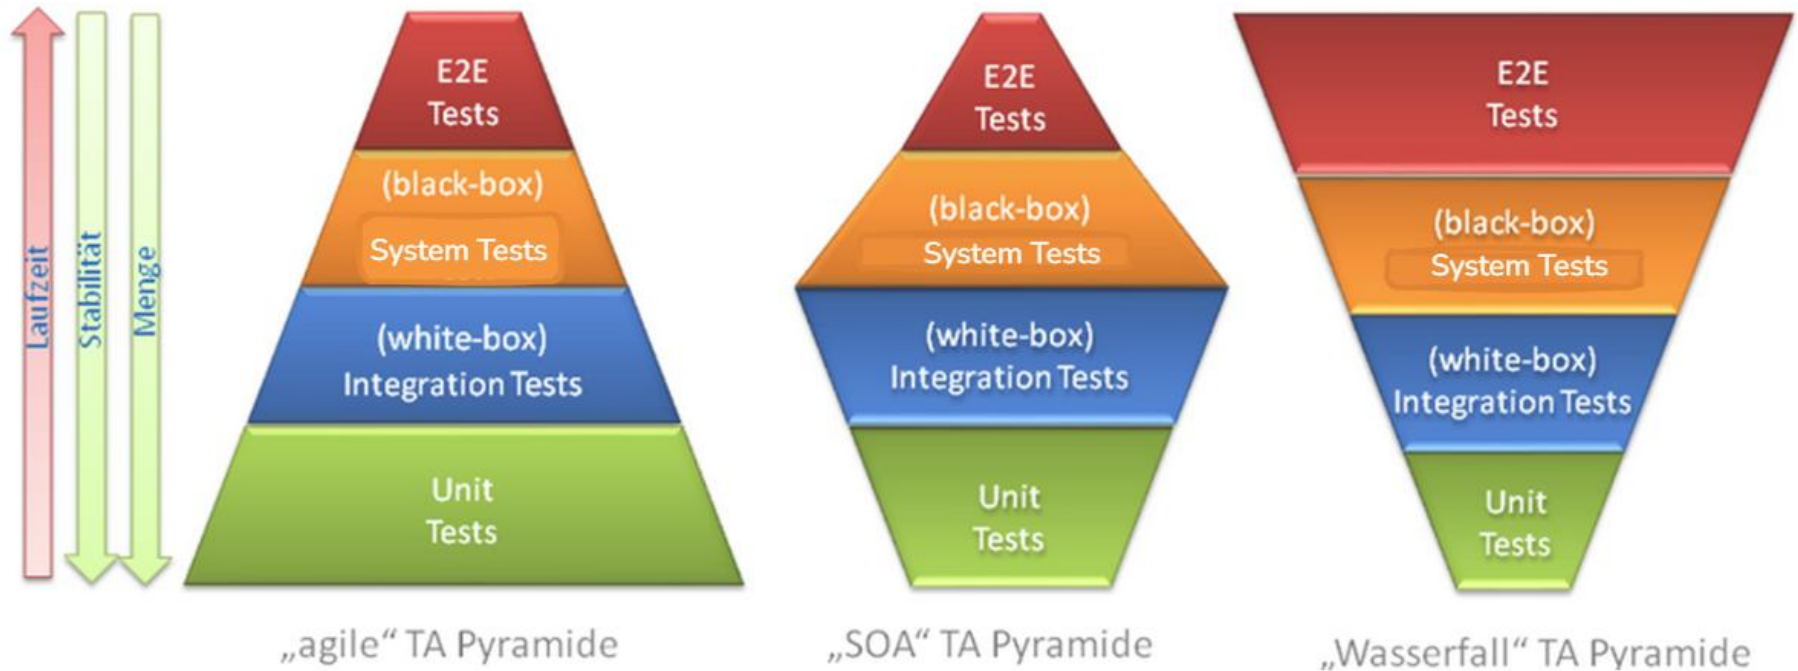 Laufzeit
Stabilität
Menge
E2E
Tests
(black-box)
System Tests
(white-box)
Integration Tests
Unit
Tests
„agile“ TA Pyramide
E2E
Tests
(black-box)
System Tests
(white-box)
Integration Tests
Unit
Tests
„SOA“ TA Pyramide
E2E
Tests
(black-box)
System Tests
(white-box)
Integration Tests
Unit
Tests
„Wasserfall“ TA Pyramide